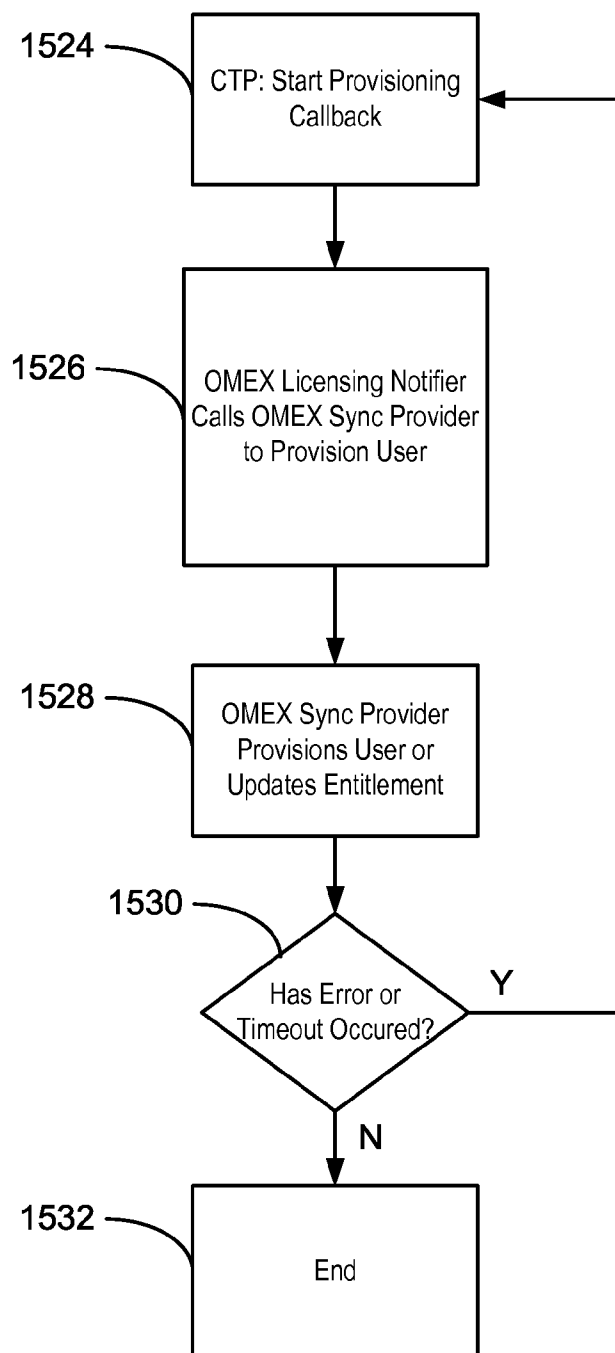 1524
CTP: Start Provisioning
Callback
1526
OMEX Licensing Notifier
Calls OMEX Sync Provider
to Provision User
1528
OMEX Sync Provider
Provisions User or
Updates Entitlement
1530
Has Error or
Timeout Occured?
Y
N
1532
End